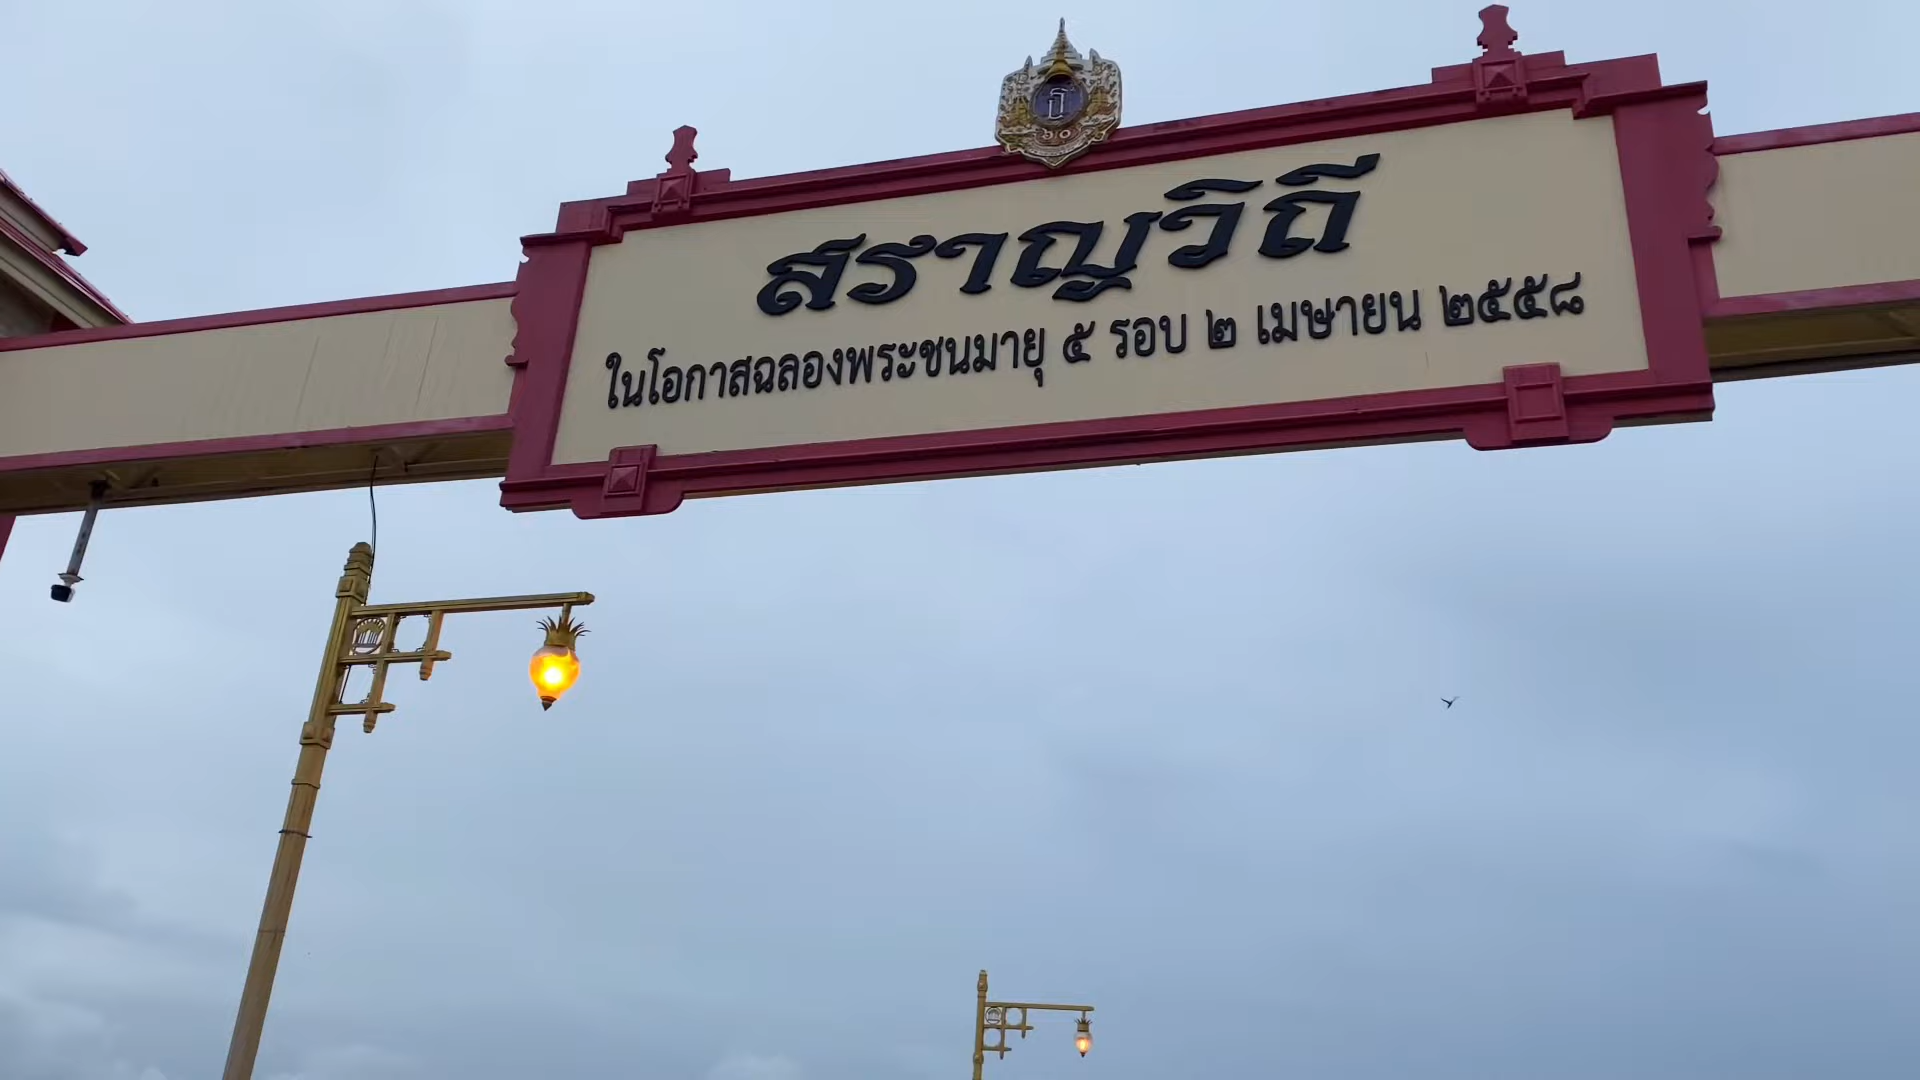 สราญวิถี
ในโอกาสฉลองพระชนมายุ ๕ รอบ ๒ เมษายน ๒๕๕๘